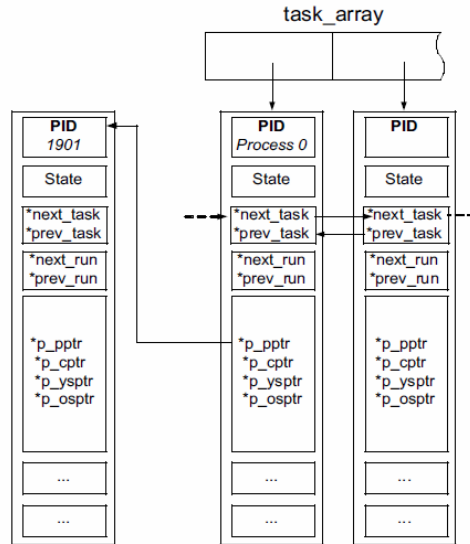 task_array
PID
1901
State
*next_task
*prev_task
*next_run
*prev_run
*p_pptr
*p_cptr
*p_ysptr
*p_osptr
...
...
PID
Process 0
State
*next_task
*prev_task
*next_run
*prev_run
*p_pptr
*p_cptr
*p_ysptr
*p_osptr
...
...
PID
State
*next_task
*prev_task
*next_run
*prev_run
*p_pptr
*p_cptr
*p_ysptr
*p_osptr
...
...